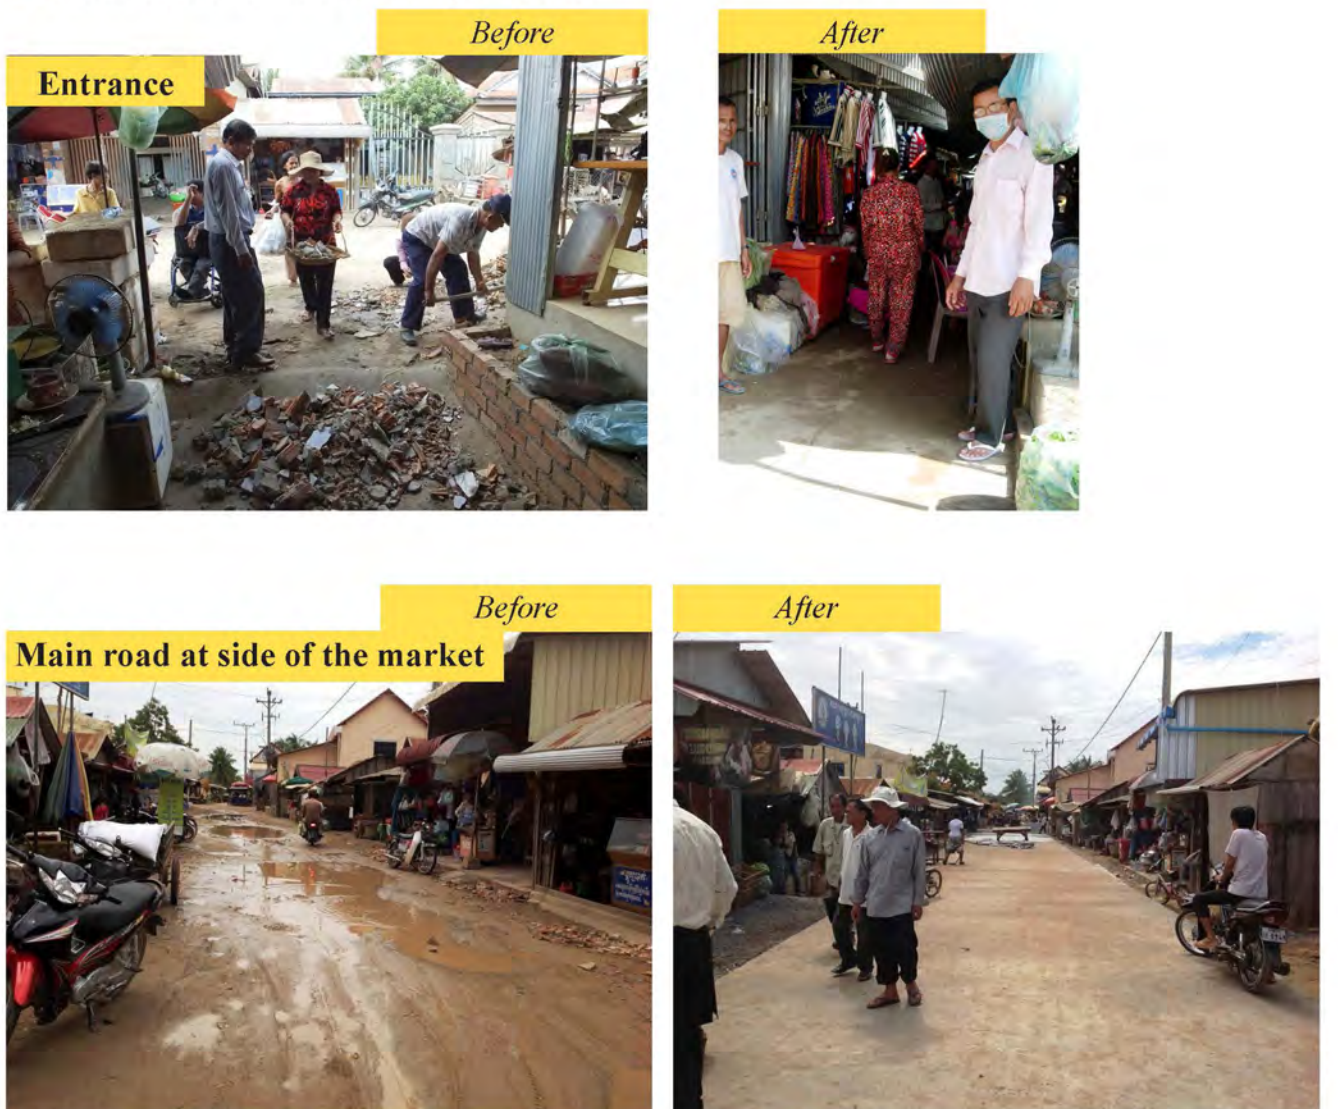 Before
After
Entrance
Before
After
Main road at side of the market